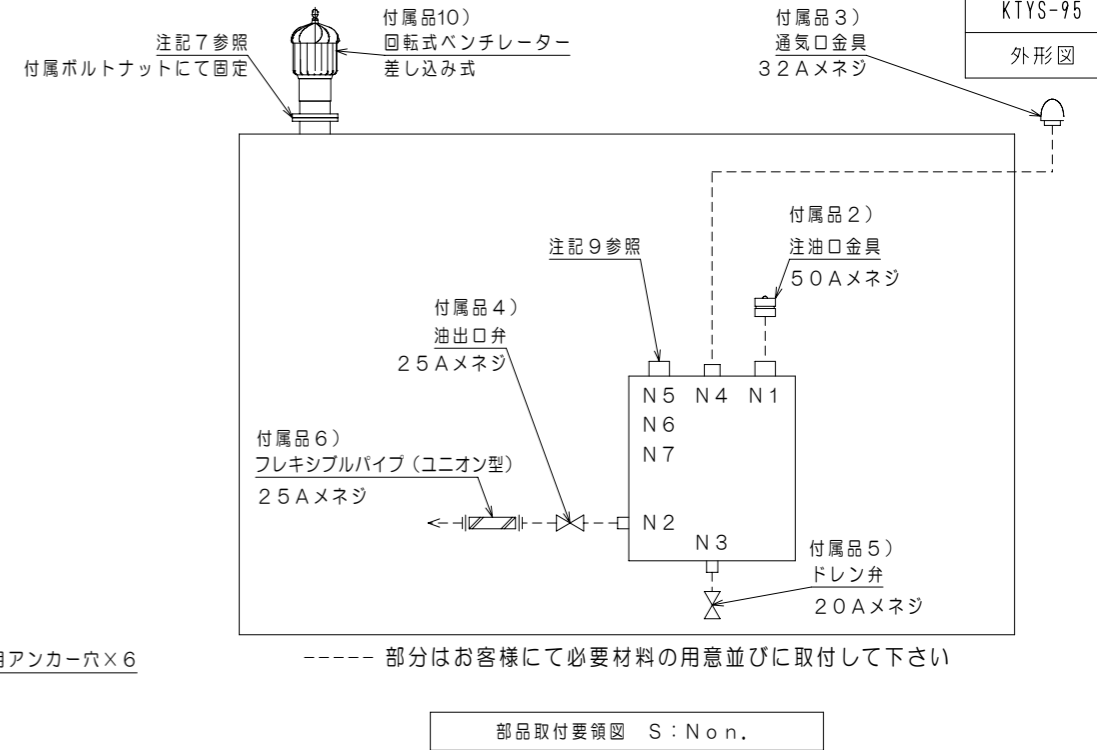 KTYS-95
外形図
付属品10）
回転式ベンチレーター
差し込み式
注記７参照
付属ボルトナットにて固定
付属品３）
通気口金具
３２Ａメネジ
付属品２）
注油口金具
５０Ａメネジ
注記９参照
付属品４）
油出口弁
２５Ａメネジ
Ｎ５ Ｎ４ Ｎ１
Ｎ６
Ｎ７
付属品６）
フレキシブルパイプ（ユニオン型）
２５Ａメネジ
Ｎ２
Ｎ３
付属品５）
ドレン弁
２０Ａメネジ
用アンカー穴×６
----- 部分はお客様にて必要材料の用意並びに取付して下さい
部品取付要領図 Ｓ：Ｎｏｎ．